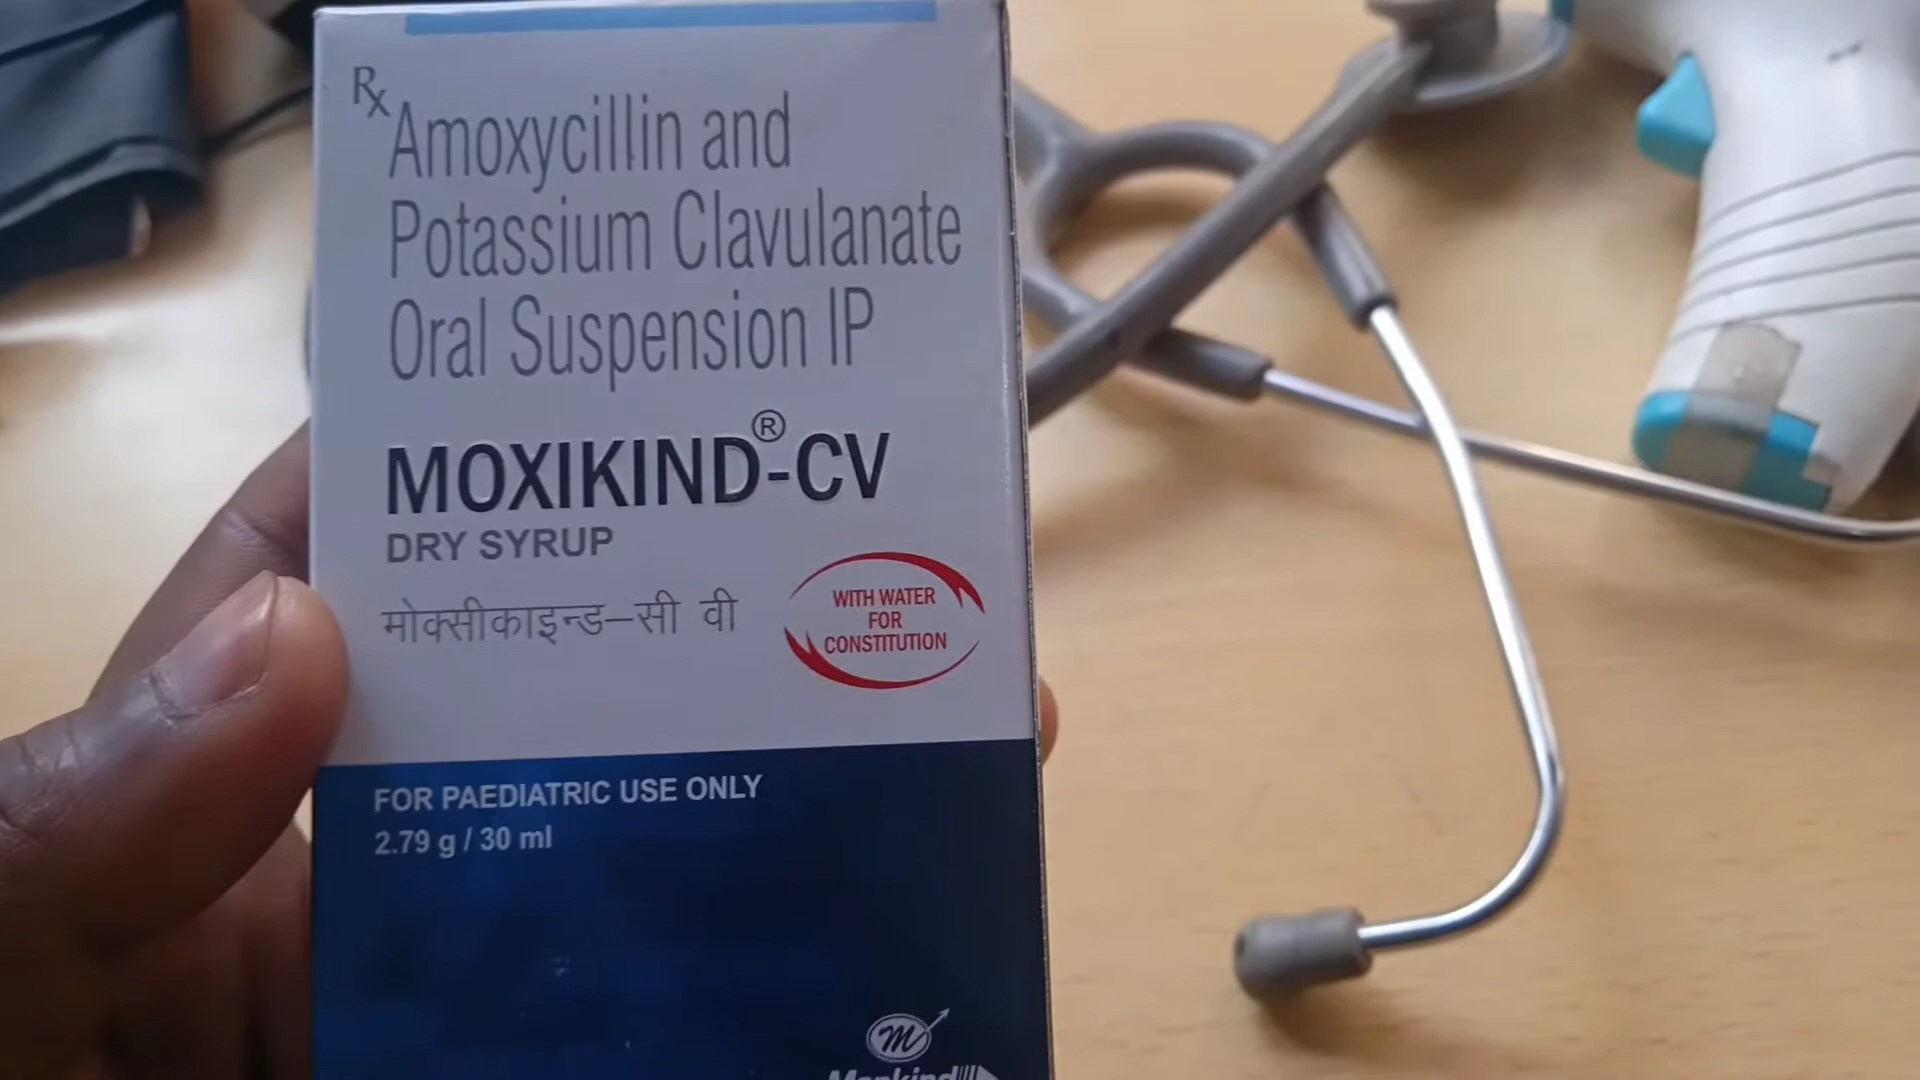 Rx
Amoxycillin and
Potassium Clavulanate
Oral Suspension IP
MOXIKIND®-CV
DRY SYRUP
मोक्सीकाइन्ड–सी वी
WITH WATER
FOR
CONSTITUTION
FOR PAEDIATRIC USE ONLY
2.79 g / 30 ml
Mankind